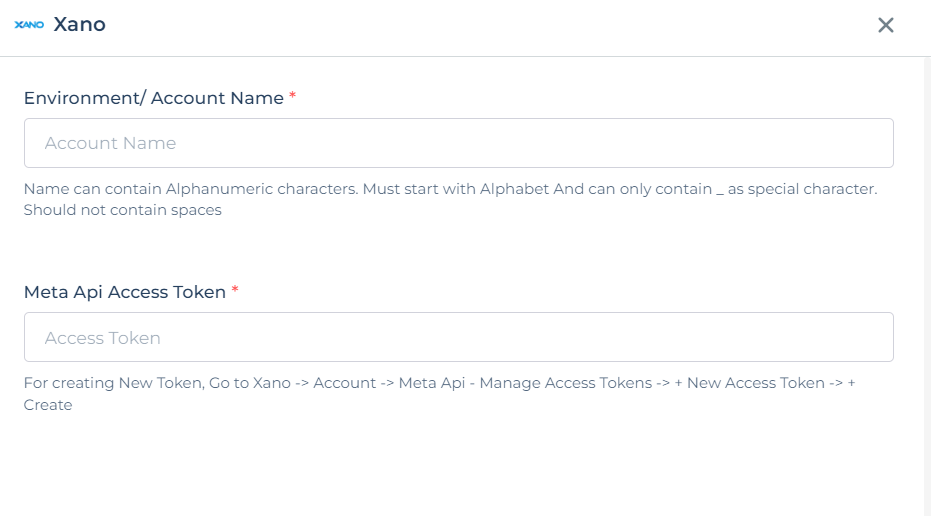 XANO Xano
Environment/ Account Name *
Account Name
Name can contain Alphanumeric characters. Must start with Alphabet And can only contain _ as special character.
Should not contain spaces
Meta Api Access Token *
Access Token
For creating New Token, Go to Xano -> Account -> Meta Api - Manage Access Tokens -> + New Access Token -> +
Create